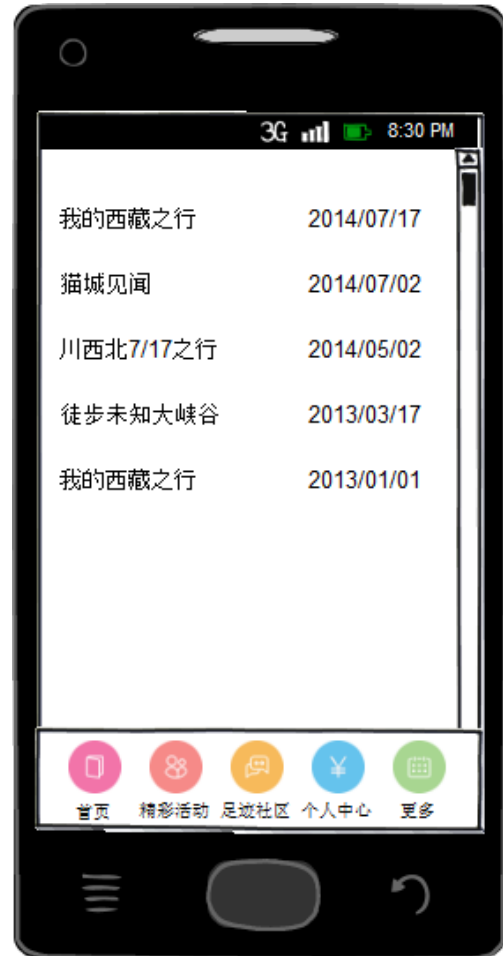 3G 8:30 PM
我的西藏之行 2014/07/17
猫城见闻 2014/07/02
川西北7/17之行 2014/05/02
徒步未知大峡谷 2013/03/17
我的西藏之行 2013/01/01
首页 精彩活动 足迹社区 个人中心 更多